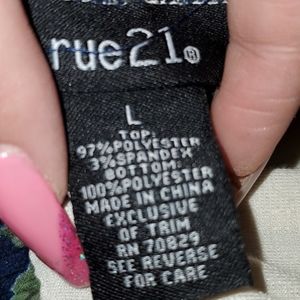 rue21®
L
TOP:
97%POLYESTER
3%SPANDEX
BOTTOM:
100%POLYESTER
MADE IN CHINA
EXCLUSIVE
OF TRIM
RN 70829
SEE REVERSE
FOR CARE